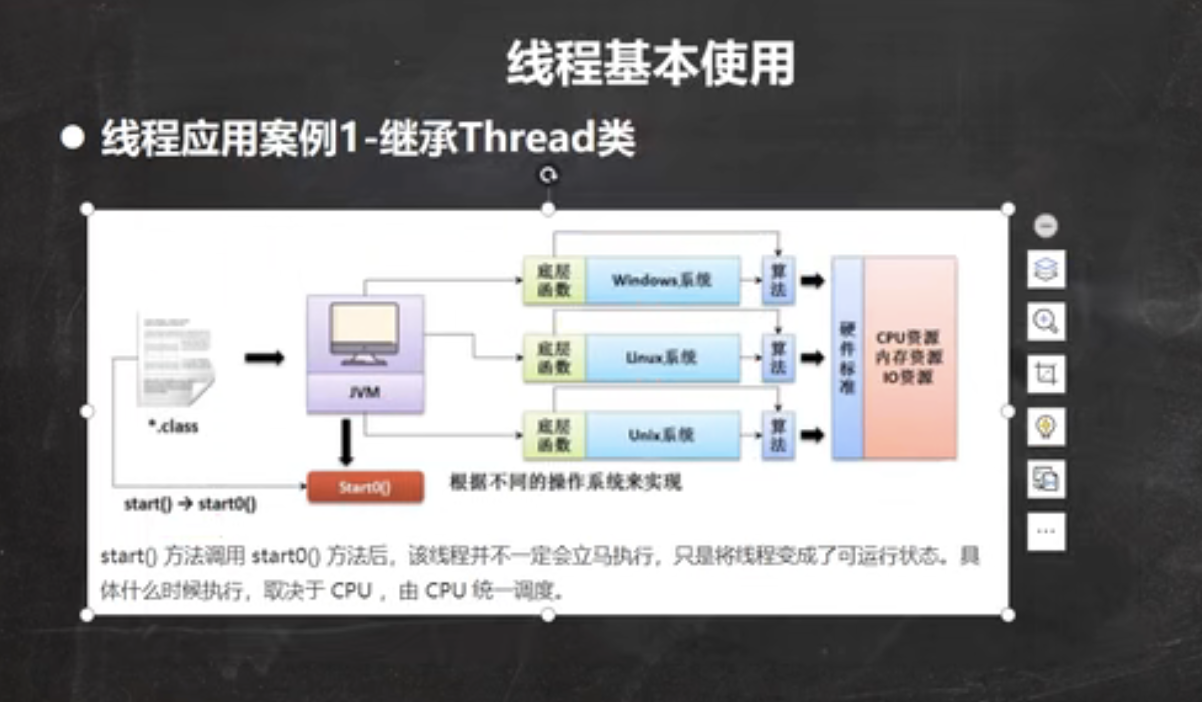 线程基本使用
● 线程应用案例1-继承Thread类
底层函数
Windows系统
算法
底层函数
Linux系统
算法
底层函数
Unix系统
算法
硬件标准
CPU资源
内存资源
IO资源
JVM
*.class
Start0()
根据不同的操作系统来实现
start() → start0()
start() 方法调用 start0() 方法后，该线程并不一定会立马执行，只是将线程变成了可运行状态。具
体什么时候执行，取决于 CPU ，由 CPU 统一调度。